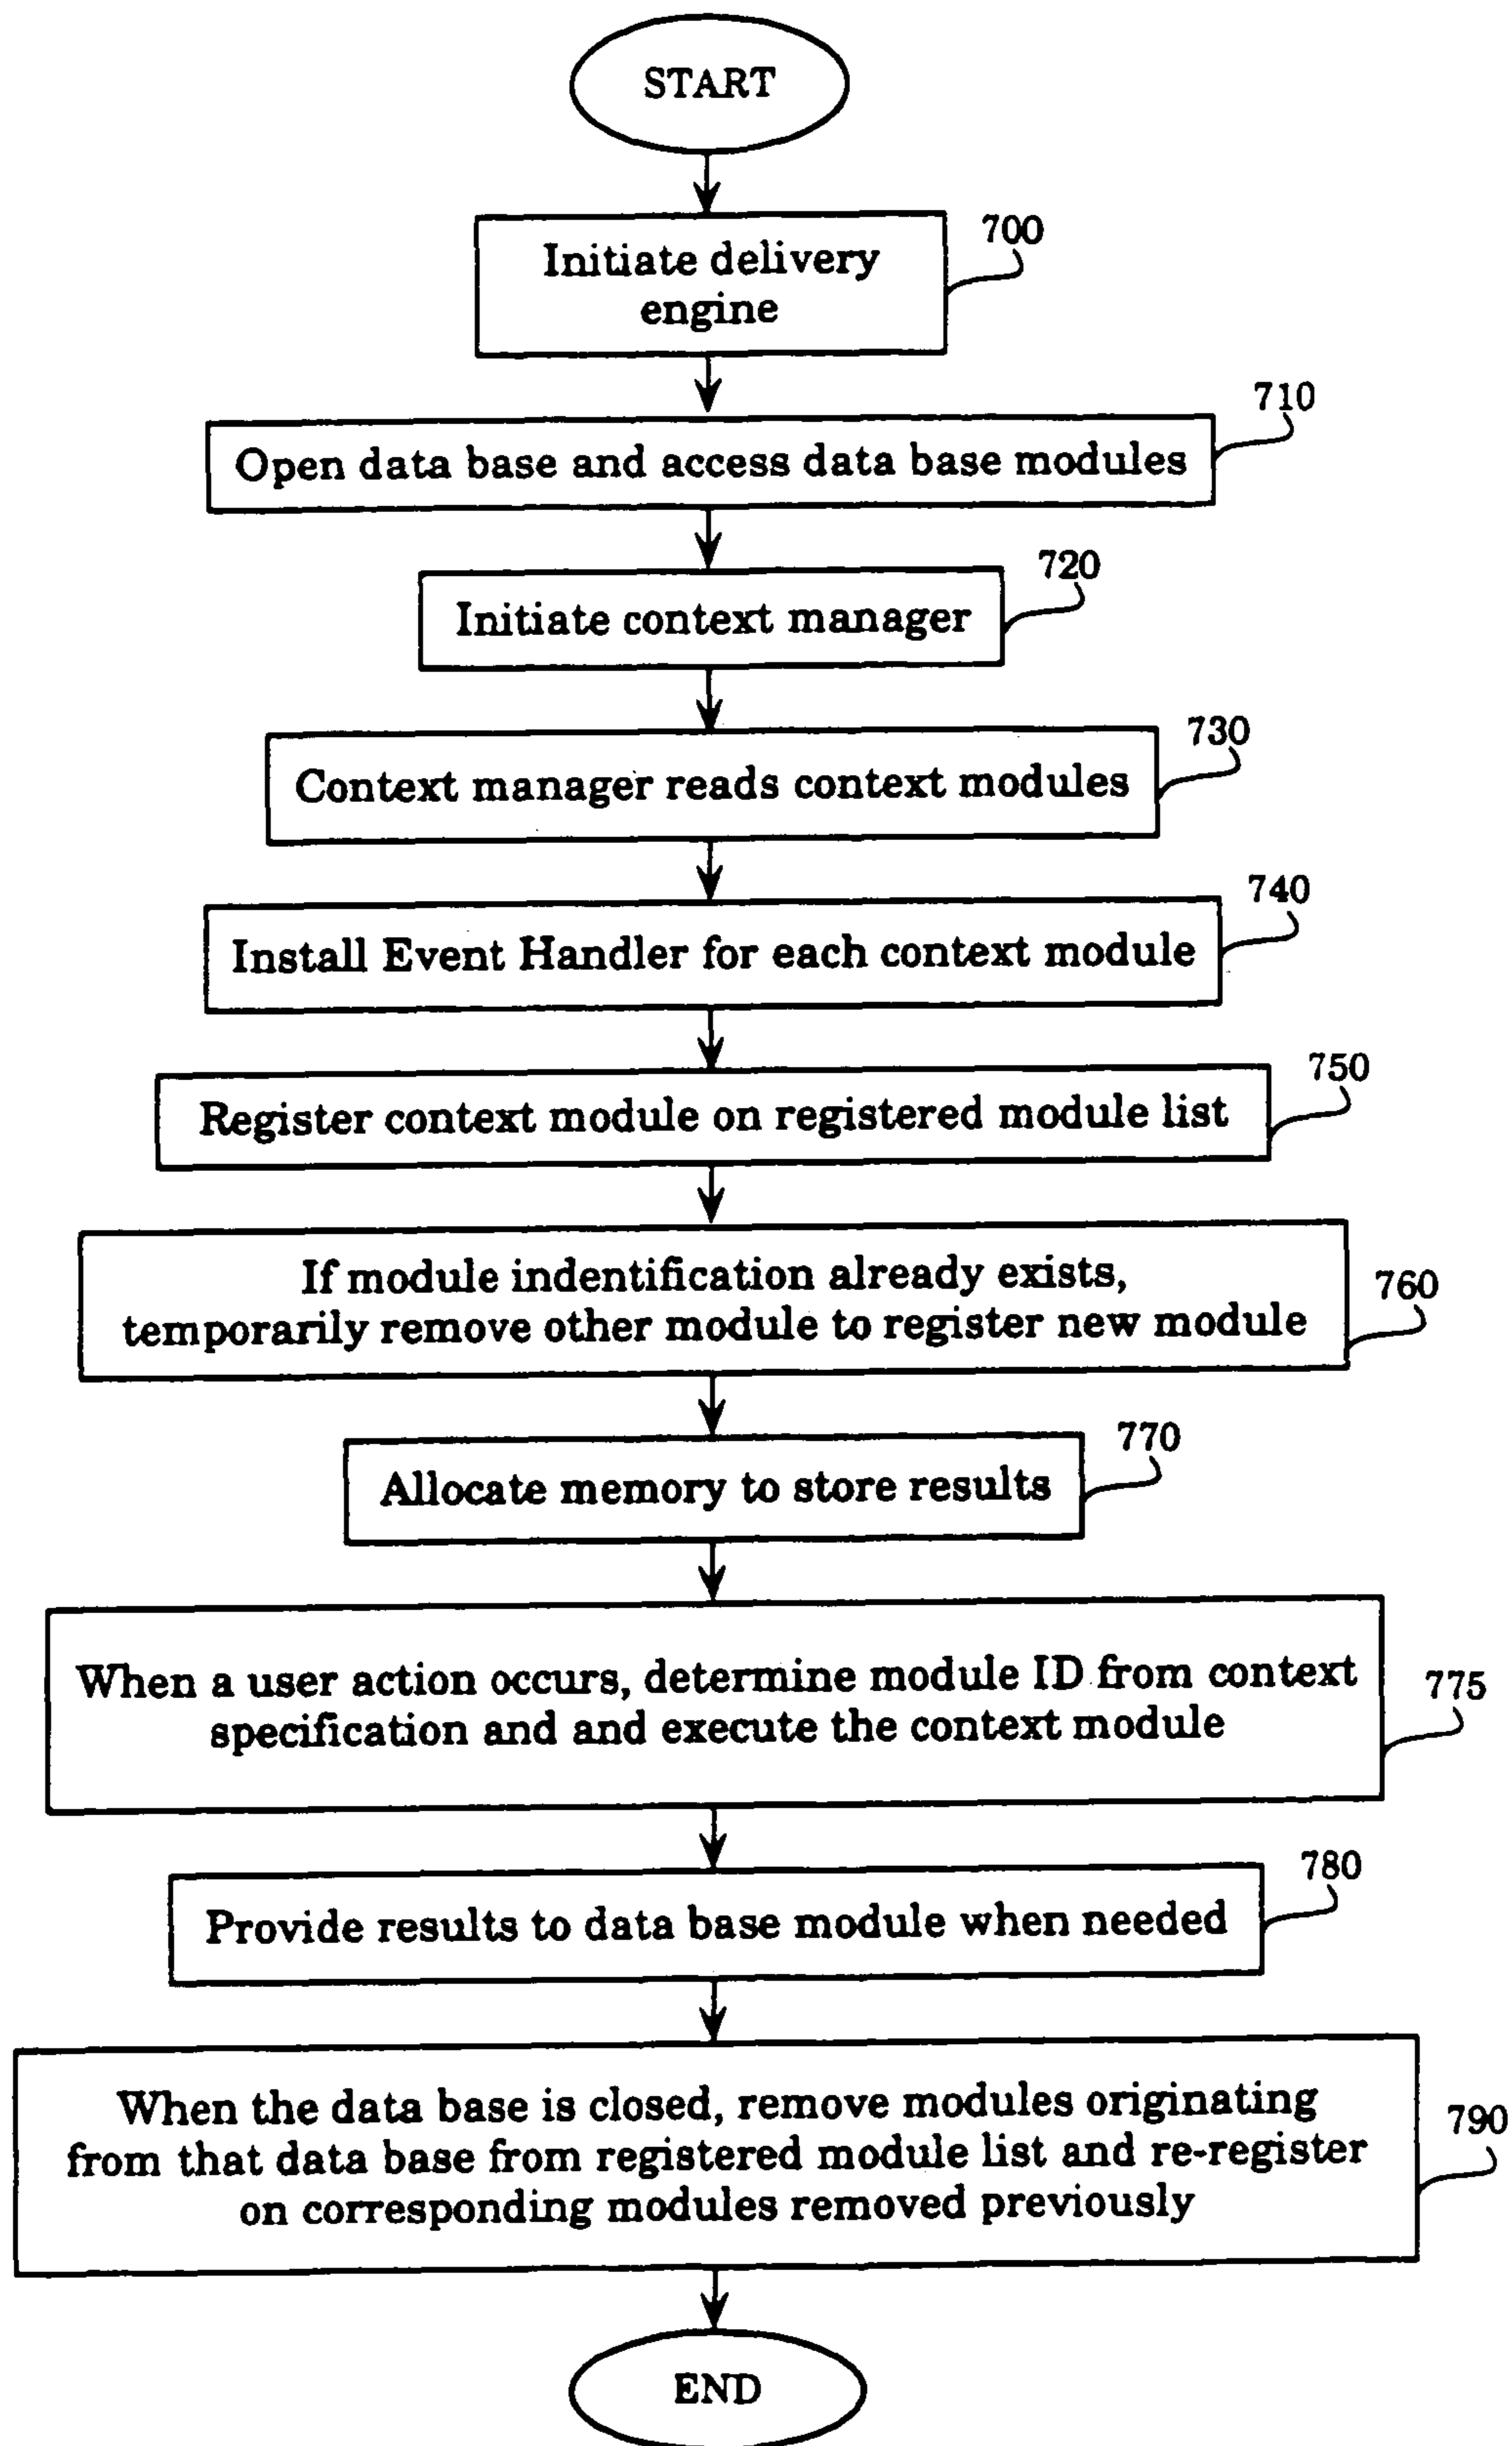 START
700
Initiate delivery
engine
710
Open data base and access data base modules
720
Initiate context manager
730
Context manager reads context modules
740
Install Event Handler for each context module
750
Register context module on registered module list
760
If module indentification already exists,
temporarily remove other module to register new module
770
Allocate memory to store results
775
When a user action occurs, determine module ID from context
specification and and execute the context module
780
Provide results to data base module when needed
790
When the data base is closed, remove modules originating
from that data base from registered module list and re-register
on corresponding modules removed previously
END